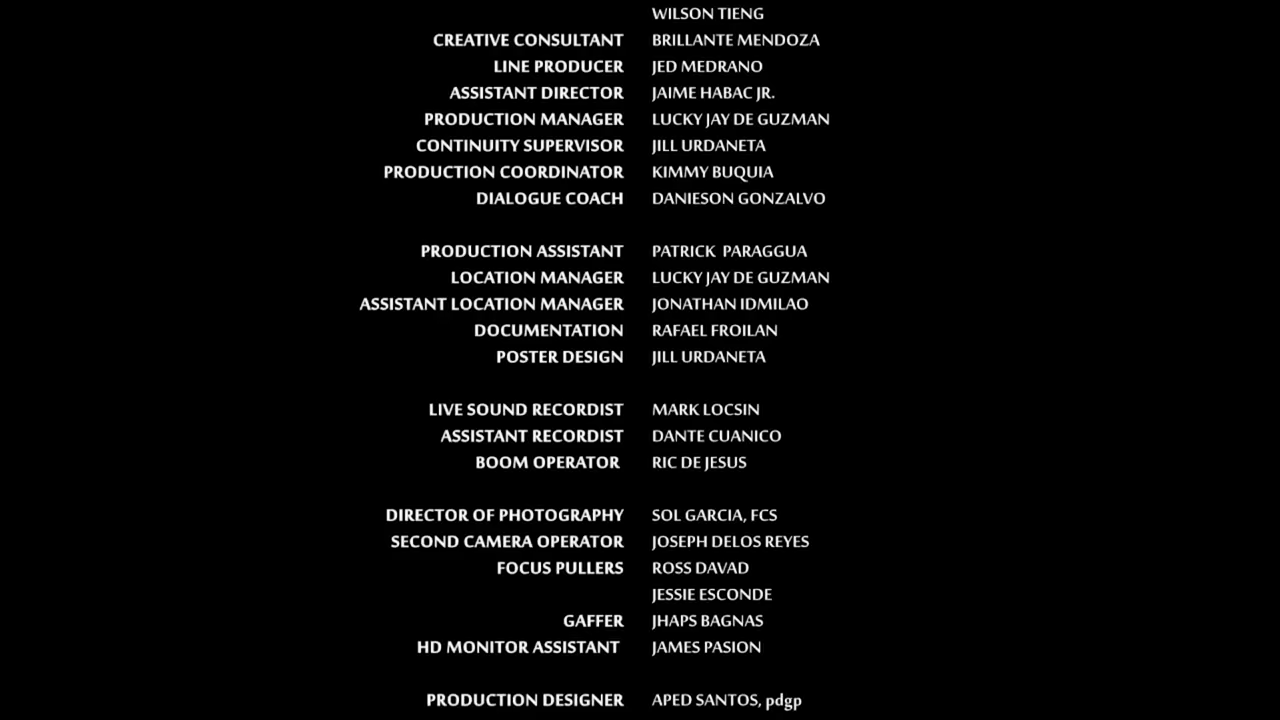 WILSON TIENG
CREATIVE CONSULTANT BRILLANTE MENDOZA
LINE PRODUCER JED MEDRANO
ASSISTANT DIRECTOR JAIME HABAC JR.
PRODUCTION MANAGER LUCKY JAY DE GUZMAN
CONTINUITY SUPERVISOR JILL URDANETA
PRODUCTION COORDINATOR KIMMY BUQUIA
DIALOGUE COACH DANIESON GONZALVO
PRODUCTION ASSISTANT PATRICK PARAGGUA
LOCATION MANAGER LUCKY JAY DE GUZMAN
ASSISTANT LOCATION MANAGER JONATHAN IDMILAO
DOCUMENTATION RAFAEL FROILAN
POSTER DESIGN JILL URDANETA
LIVE SOUND RECORDIST MARK LOCSIN
ASSISTANT RECORDIST DANTE CUANICO
BOOM OPERATOR RIC DE JESUS
DIRECTOR OF PHOTOGRAPHY SOL GARCIA, FCS
SECOND CAMERA OPERATOR JOSEPH DELOS REYES
FOCUS PULLERS ROSS DAVAD
JESSIE ESCONDE
GAFFER JHAPS BAGNAS
HD MONITOR ASSISTANT JAMES PASION
PRODUCTION DESIGNER APED SANTOS, pdgp